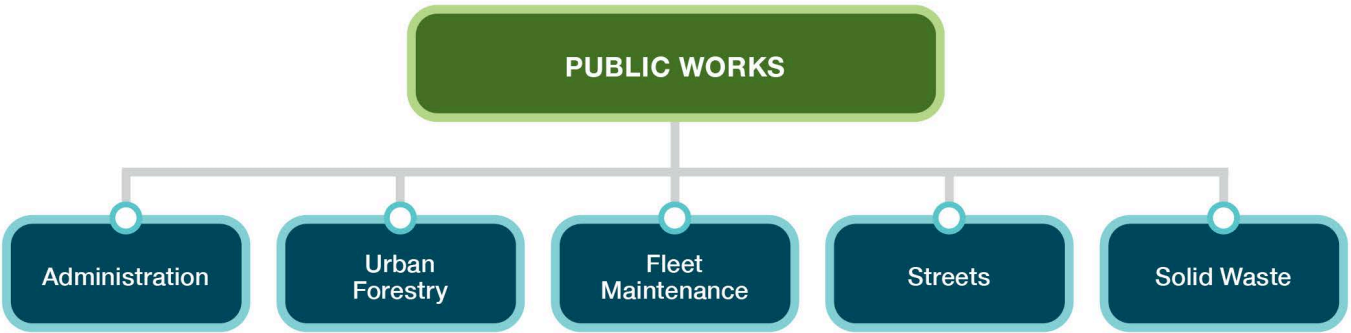 PUBLIC WORKS
Administration
Urban
Forestry
Fleet
Maintenance
Streets
Solid Waste